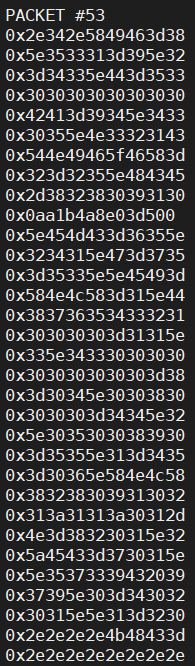 PACKET #53
0x2e342e5849463d38
0x5e3533313d395e32
0x3d34335e443d3533
0x3030303030303030
0x42413d39345e3433
0x30355e4e33323143
0x544e49465f46583d
0x323d32355e484345
0x2d38323830393130
0x0aa1b4a8e03d500
0x5e454d433d36355e
0x3234315e473d3735
0x3d35335e5e45493d
0x584e4c583d315e44
0x3837363534333231
0x303030303d31315e
0x335e343330303030
0x3030303030303d38
0x3d30345e30303830
0x3030303d34345e32
0x5e30353030383930
0x3d35355e313d3435
0x3d30365e584e4c58
0x3832383039313032
0x313a31313a30312d
0x4e3d383230315e32
0x5a45433d3730315e
0x5e35373339432039
0x37395e303d343032
0x30315e5e313d3230
0x2e2e2e2e4b48433d
0x2e2e2e2e2e2e2e2e